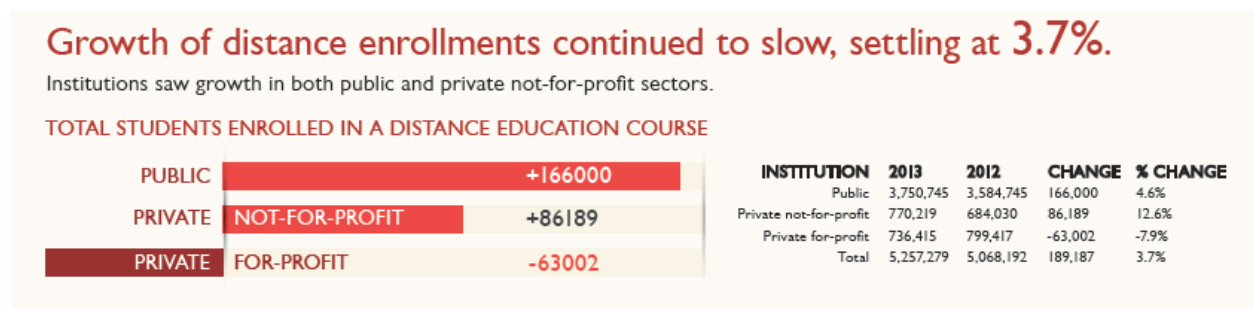 Growth of distance enrollments continued to slow, settling at 3.7%.
Institutions saw growth in both public and private not-for-profit sectors.
TOTAL STUDENTS ENROLLED IN A DISTANCE EDUCATION COURSE
PUBLIC +166000
PRIVATE NOT-FOR-PROFIT +86189
PRIVATE FOR-PROFIT -63002
INSTITUTION 2013 2012 CHANGE % CHANGE
Public 3,750,745 3,584,745 166,000 4.6%
Private not-for-profit 770,219 684,030 86,189 12.6%
Private for-profit 736,415 799,417 -63,002 -7.9%
Total 5,257,279 5,068,192 189,187 3.7%